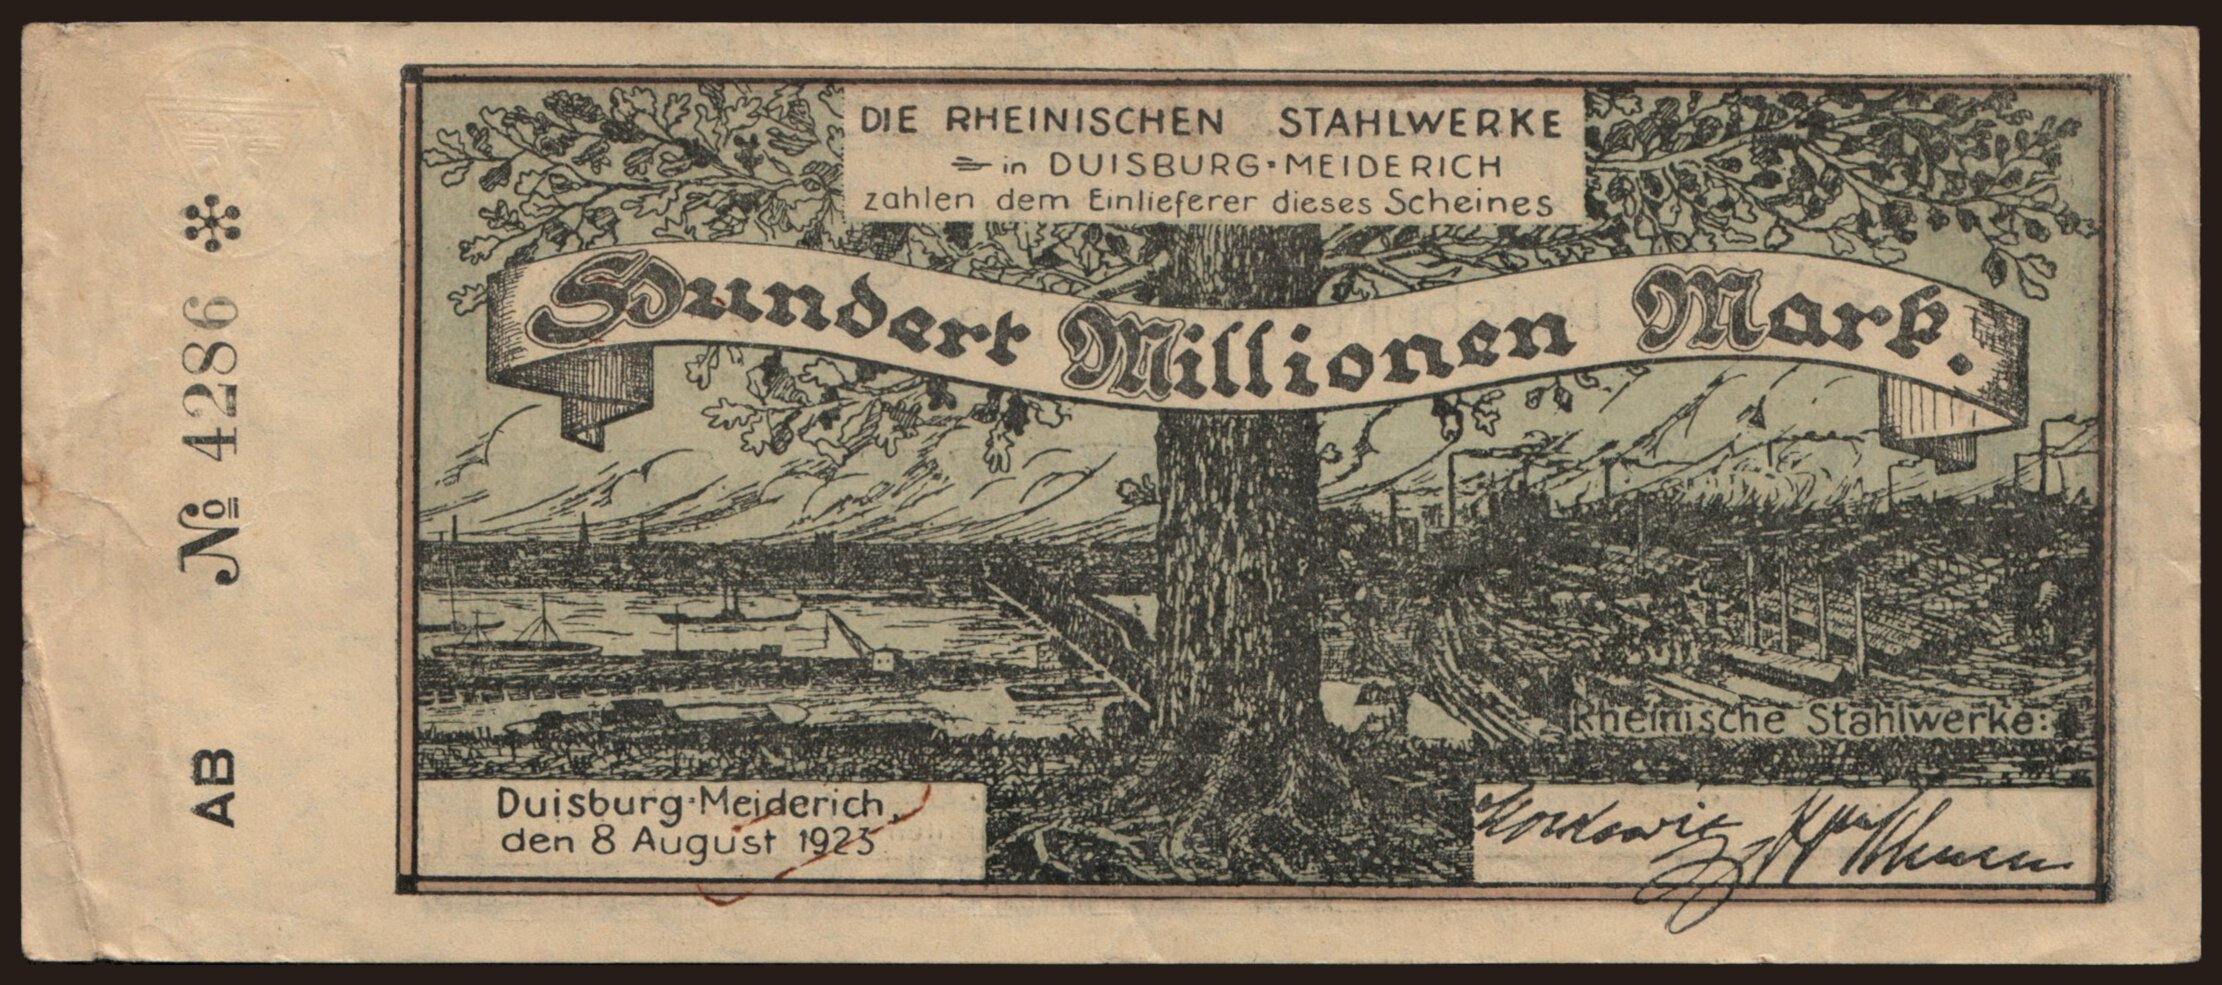 DIE RHEINISCHEN STAHLWERKE
in DUISBURG-MEIDERICH
zahlen dem Einlieferer dieses Scheines
Hundert Millionen Mark.
Rheinische Stahlwerke:
Duisburg-Meiderich,
den 8 August 1923
AB № 4286 *